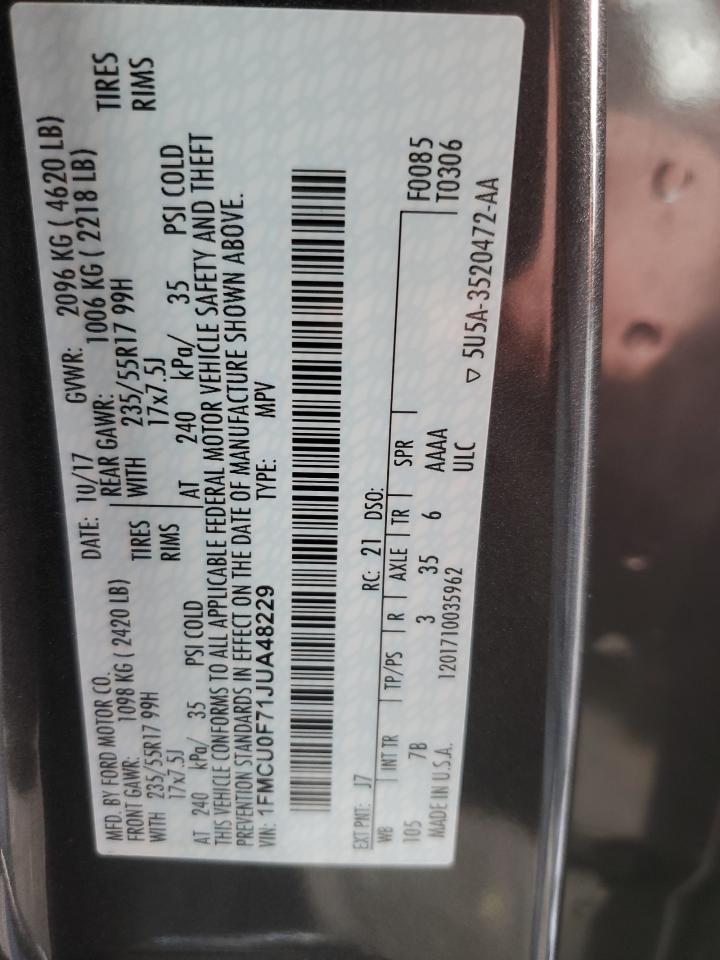 MFD. BY FORD MOTOR CO.
DATE: 10/17 GVWR: 2096 KG ( 4620 LB)
FRONT GAWR: 1098 KG ( 2420 LB)
REAR GAWR: 1006 KG ( 2218 LB)
WITH 235/55R17 99H TIRES
WITH 235/55R17 99H TIRES
17x7.5J RIMS
17x7.5J RIMS
AT 240 kPa/ 35 PSI COLD
AT 240 kPa/ 35 PSI COLD
THIS VEHICLE CONFORMS TO ALL APPLICABLE FEDERAL MOTOR VEHICLE SAFETY AND THEFT
PREVENTION STANDARDS IN EFFECT ON THE DATE OF MANUFACTURE SHOWN ABOVE.
VIN: 1FMCU0F71JUA48229 TYPE: MPV
EXT PNT: J7 RC: 21 DSO:
WB INT TR TP/PS R AXLE TR SPR F0085
105 7B 3 35 6 AAAA T0306
MADE IN U.S.A. 1201710035962 ULC
▽ 5U5A-3520472-AA